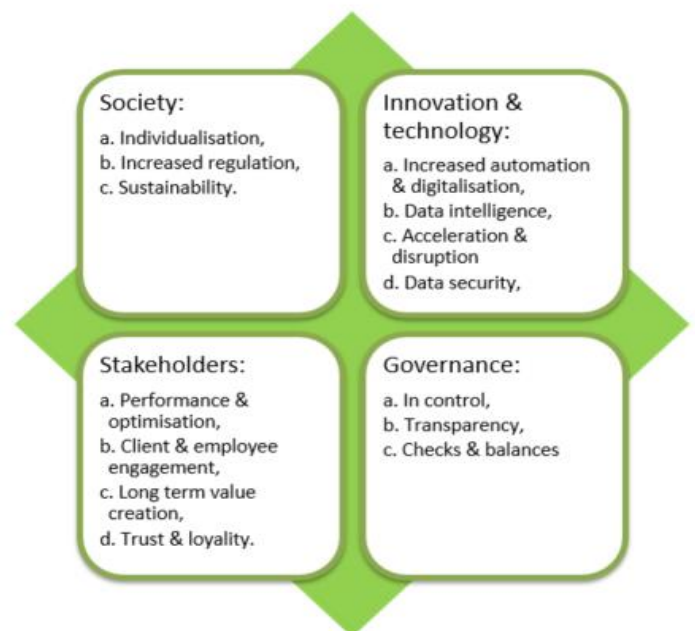 Society:
a. Individualisation,
b. Increased regulation,
c. Sustainability.
Innovation &
technology:
a. Increased automation
& digitalisation,
b. Data intelligence,
c. Acceleration &
disruption
d. Data security,
Stakeholders:
a. Performance &
optimisation,
b. Client & employee
engagement,
c. Long term value
creation,
d. Trust & loyality.
Governance:
a. In control,
b. Transparency,
c. Checks & balances